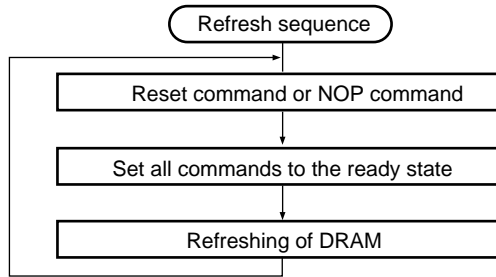 Refresh sequence
Reset command or NOP command
Set all commands to the ready state
Refreshing of DRAM